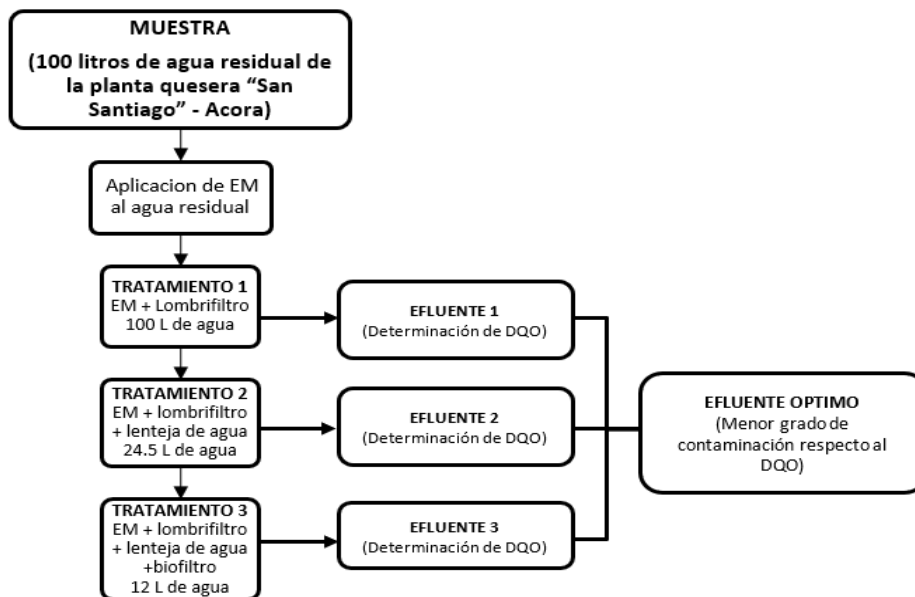 MUESTRA
(100 litros de agua residual de
la planta quesera “San
Santiago” - Acora)
Aplicacion de EM
al agua residual
TRATAMIENTO 1
EM + Lombrifiltro
100 L de agua
EFLUENTE 1
(Determinación de DQO)
TRATAMIENTO 2
EM + lombrifiltro
+ lenteja de agua
24.5 L de agua
EFLUENTE 2
(Determinación de DQO)
EFLUENTE OPTIMO
(Menor grado de
contaminación respecto al
DQO)
TRATAMIENTO 3
EM + lombrifiltro
+ lenteja de agua
+biofiltro
12 L de agua
EFLUENTE 3
(Determinación de DQO)